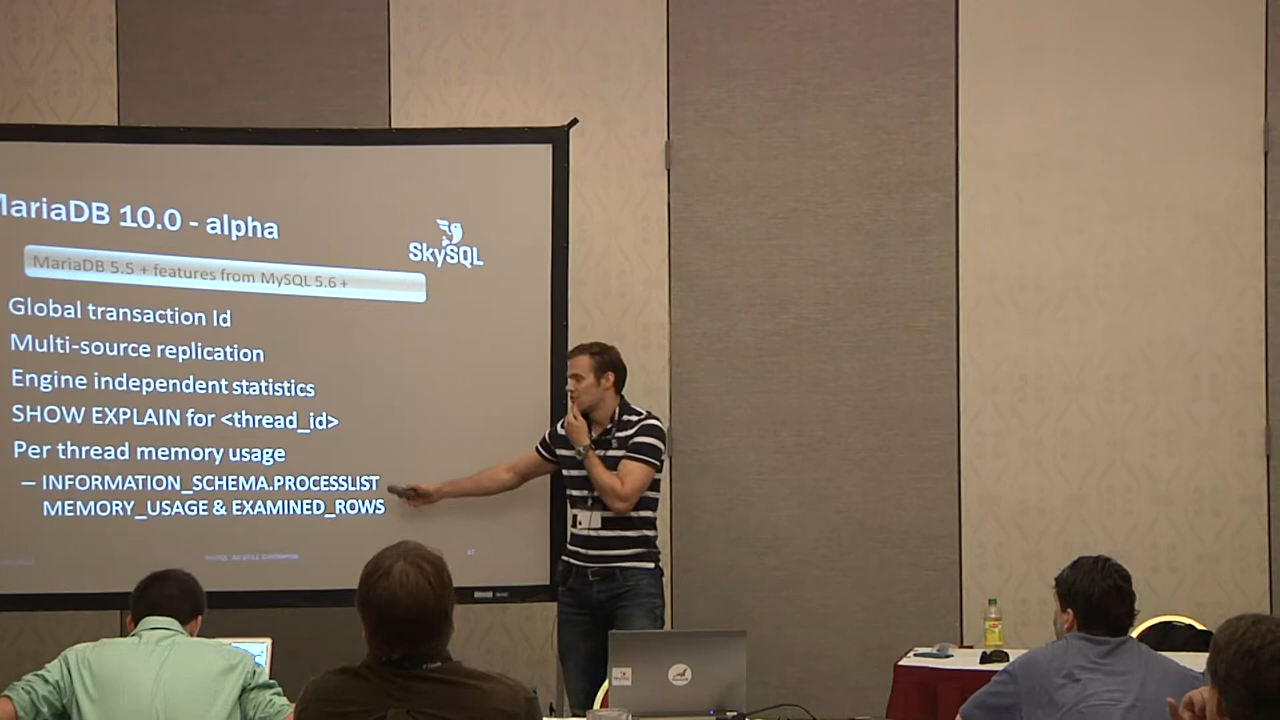 MariaDB 10.0 - alpha
SkySQL
MariaDB 5.5 + features from MySQL 5.6 +
Global transaction Id
Multi-source replication
Engine independent statistics
SHOW EXPLAIN for <thread_id>
Per thread memory usage
– INFORMATION_SCHEMA.PROCESSLIST
MEMORY_USAGE & EXAMINED_ROWS